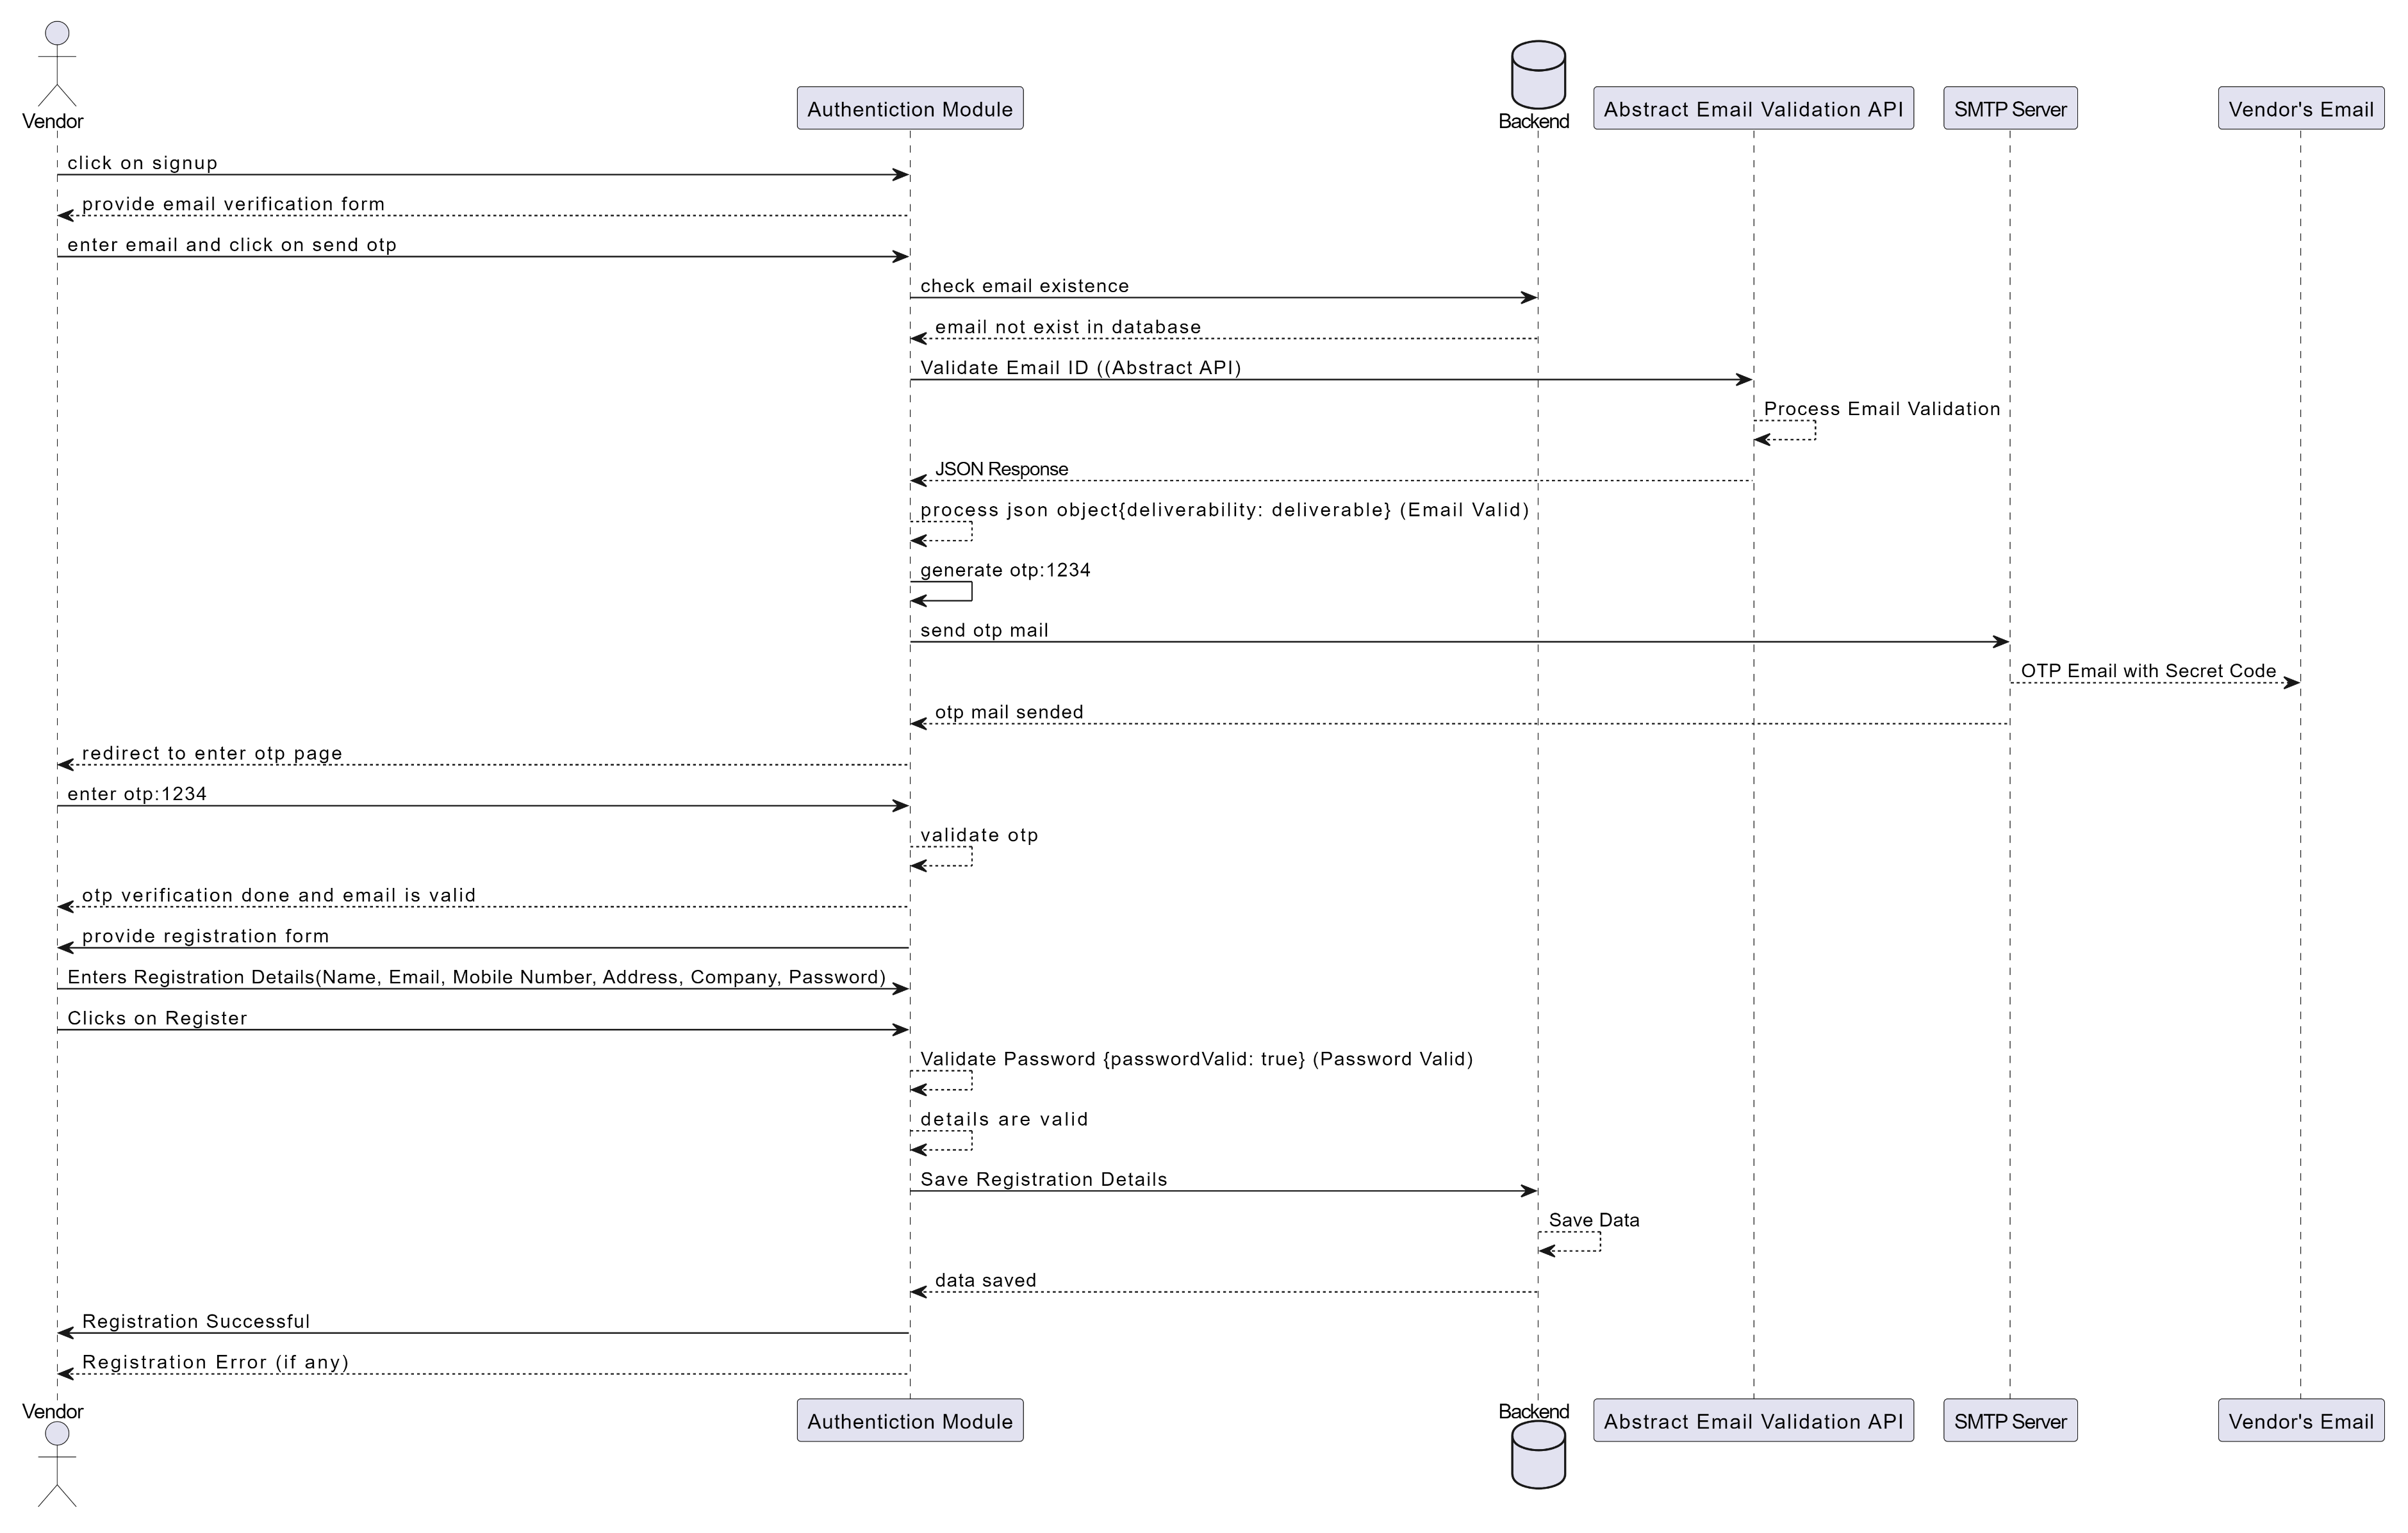 Vendor
Authentiction Module
Backend
Abstract Email Validation API
SMTP Server
Vendor's Email
click on signup
provide email verification form
enter email and click on send otp
check email existence
email not exist in database
Validate Email ID ((Abstract API)
Process Email Validation
JSON Response
process json object{deliverability: deliverable} (Email Valid)
generate otp:1234
send otp mail
OTP Email with Secret Code
otp mail sended
redirect to enter otp page
enter otp:1234
validate otp
otp verification done and email is valid
provide registration form
Enters Registration Details(Name, Email, Mobile Number, Address, Company, Password)
Clicks on Register
Validate Password {passwordValid: true} (Password Valid)
details are valid
Save Registration Details
Save Data
data saved
Registration Successful
Registration Error (if any)
Vendor
Authentiction Module
Backend
Abstract Email Validation API
SMTP Server
Vendor's Email